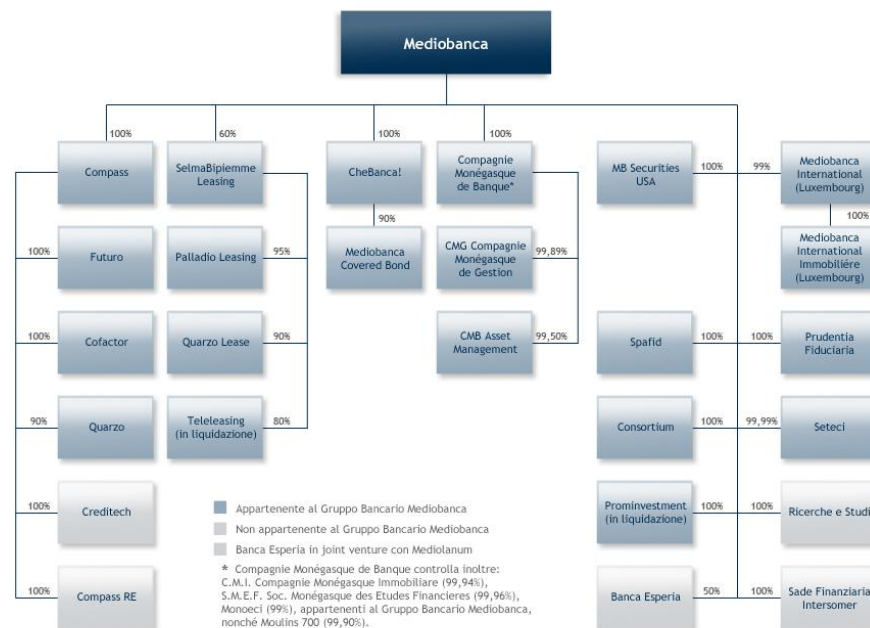 Mediobanca
100%
60%
100%
100%
Compass
SelmaBipiemme
Leasing
CheBanca!
Compagnie
Monégasque
de Banque*
MB Securities
USA
100%
99%
Mediobanca
International
(Luxembourg)
90%
100%
100%
Futuro
Palladio Leasing
95%
Mediobanca
Covered Bond
CMG Compagnie
Monégasque
de Gestion
99,89%
Mediobanca
International
Immobiliére
(Luxembourg)
100%
Cofactor
Quarzo Lease
90%
CMB Asset
Management
99,50%
Spafid
100%
100%
Prudentia
Fiduciaria
90%
Quarzo
Teleleasing
(in liquidazione)
80%
Consortium
100%
99,99%
Seteci
100%
Creditech
Prominvestment
(in liquidazione)
100%
100%
Ricerche e Studi
100%
Compass RE
Banca Esperia
50%
100%
Sade Finanziaria
Intersomer
Appartenente al Gruppo Bancario Mediobanca
Non appartenente al Gruppo Bancario Mediobanca
Banca Esperia in joint venture con Mediolanum
* Compagnie Monégasque de Banque controlla inoltre:
C.M.I. Compagnie Monégasque Immobiliare (99,94%),
S.M.E.F. Soc. Monégasque des Etudes Financieres (99,96%),
Monoeci (99%), appartenenti al Gruppo Bancario Mediobanca,
nonché Moulins 700 (99,90%).